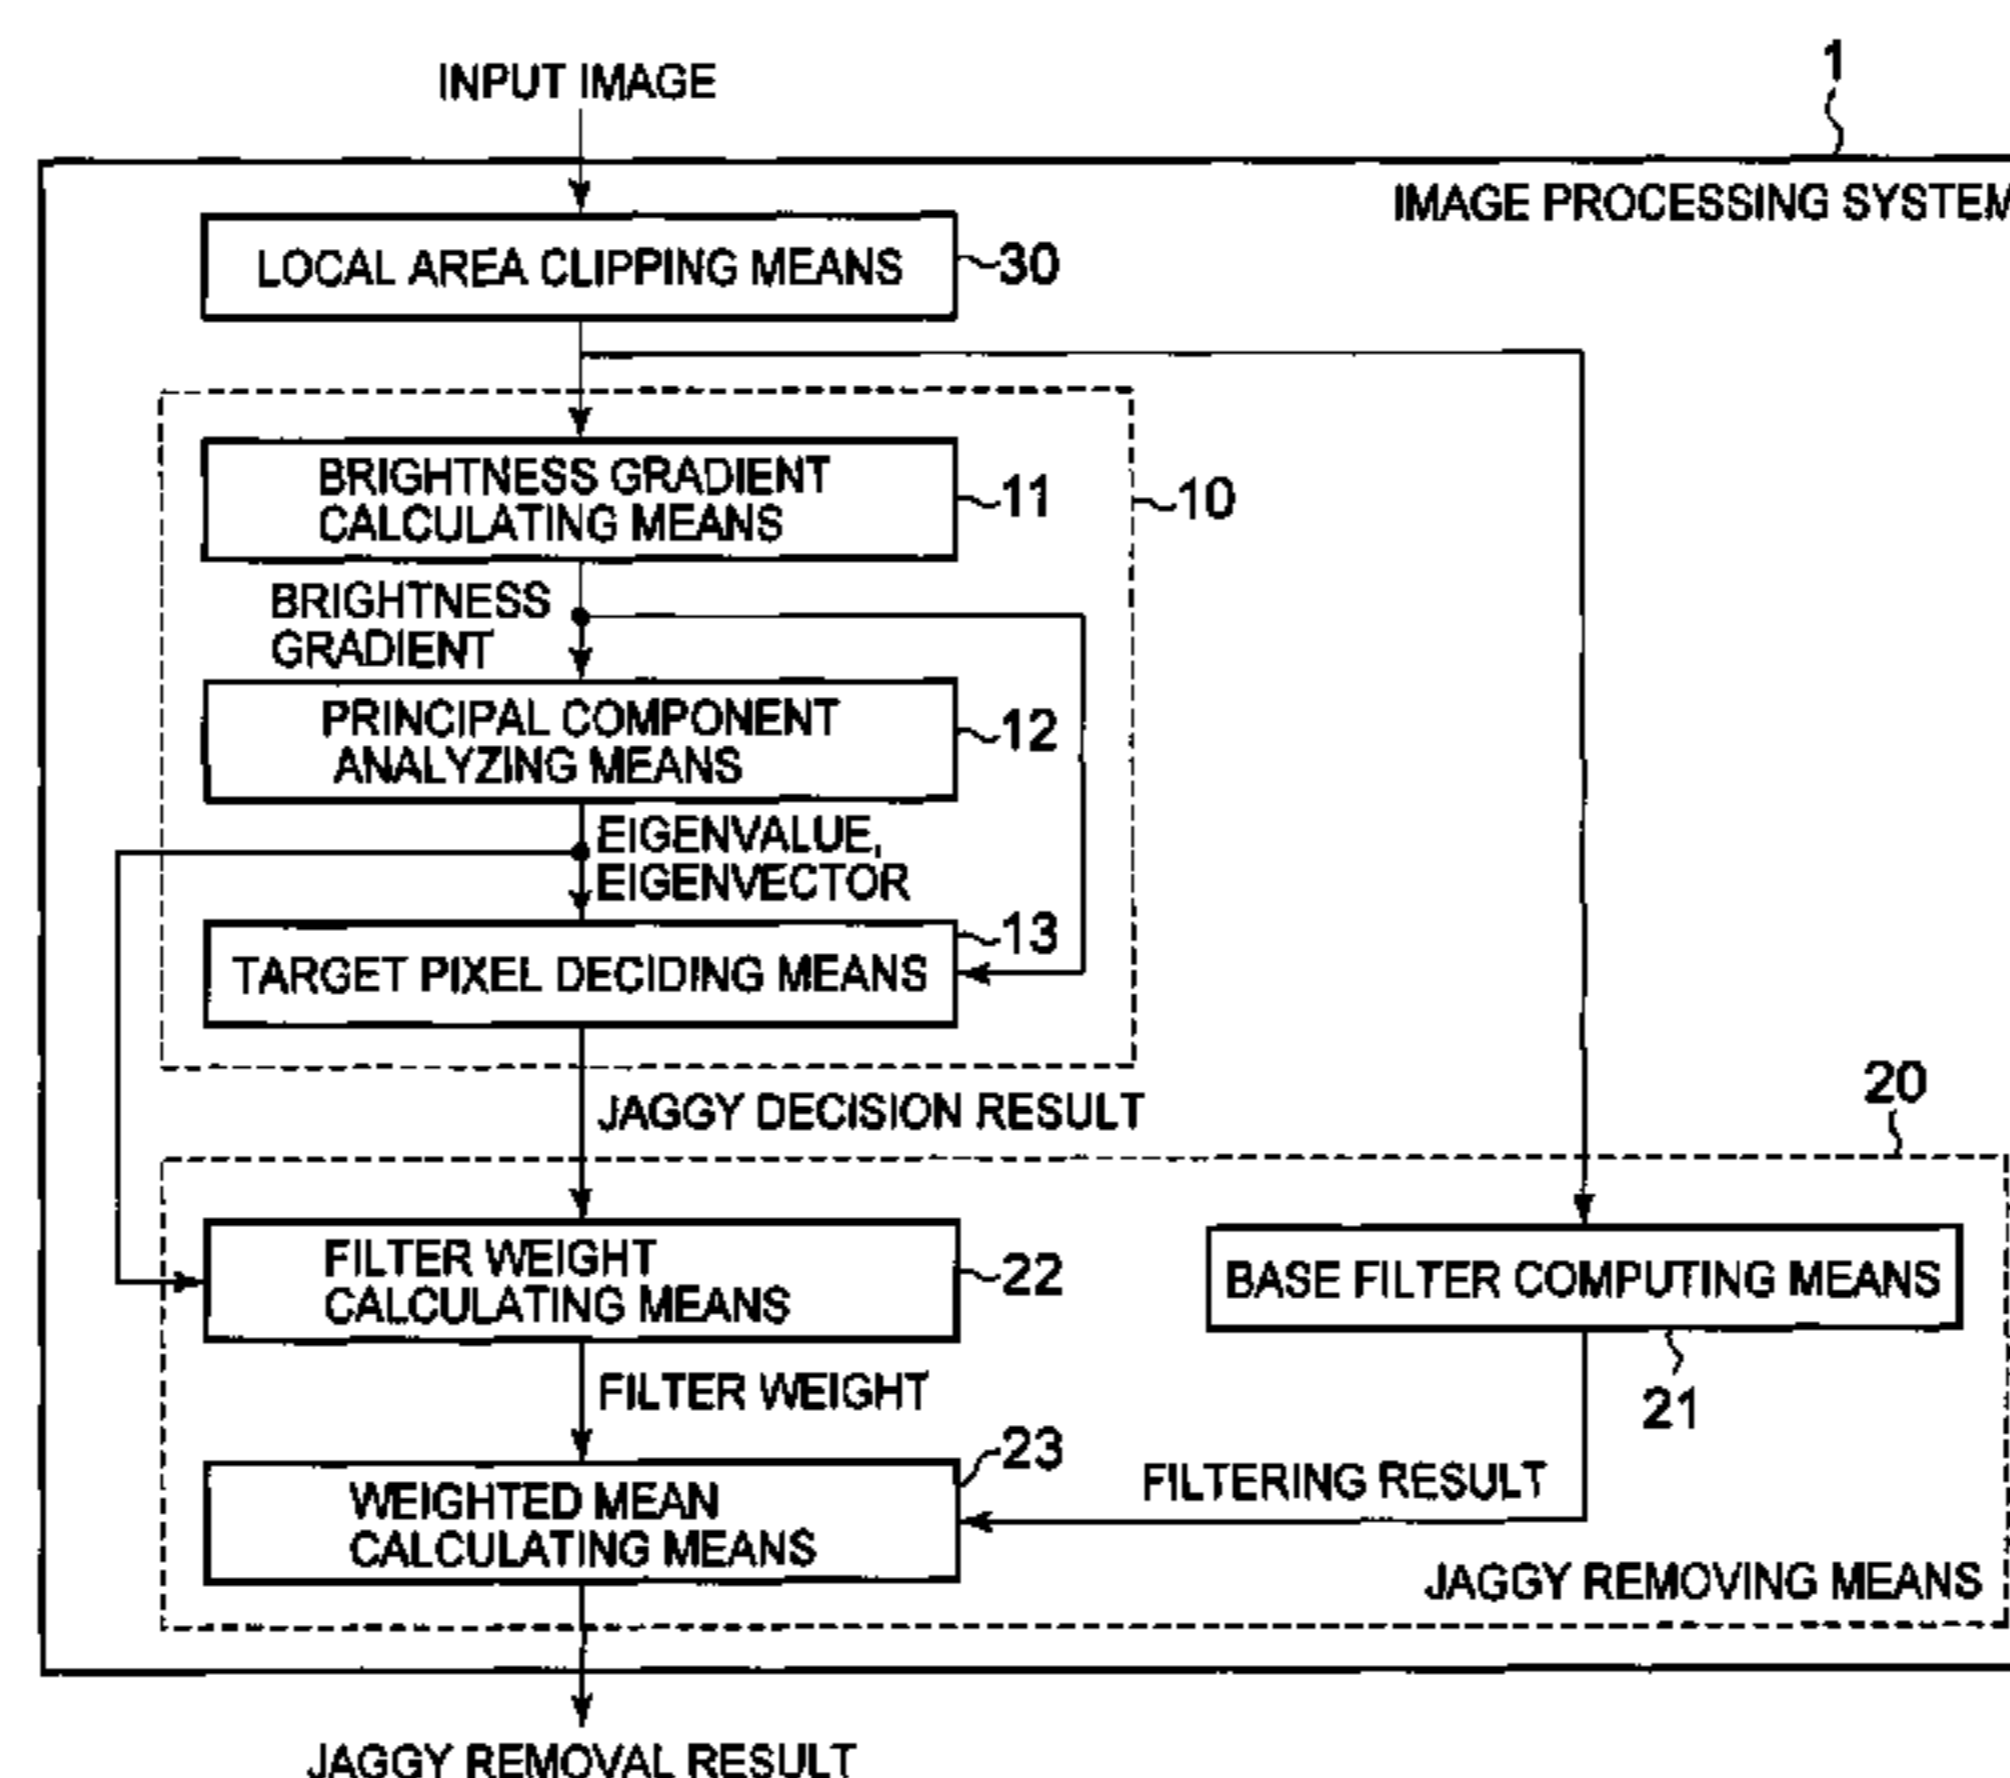 1
INPUT IMAGE
IMAGE PROCESSING SYSTEM
LOCAL AREA CLIPPING MEANS
30
BRIGHTNESS GRADIENT
CALCULATING MEANS
11
10
BRIGHTNESS
GRADIENT
PRINCIPAL COMPONENT
ANALYZING MEANS
12
EIGENVALUE,
EIGENVECTOR
13
TARGET PIXEL DECIDING MEANS
JAGGY DECISION RESULT
20
FILTER WEIGHT
CALCULATING MEANS
22
BASE FILTER COMPUTING MEANS
21
FILTER WEIGHT
23
WEIGHTED MEAN
CALCULATING MEANS
FILTERING RESULT
JAGGY REMOVING MEANS
JAGGY REMOVAL RESULT